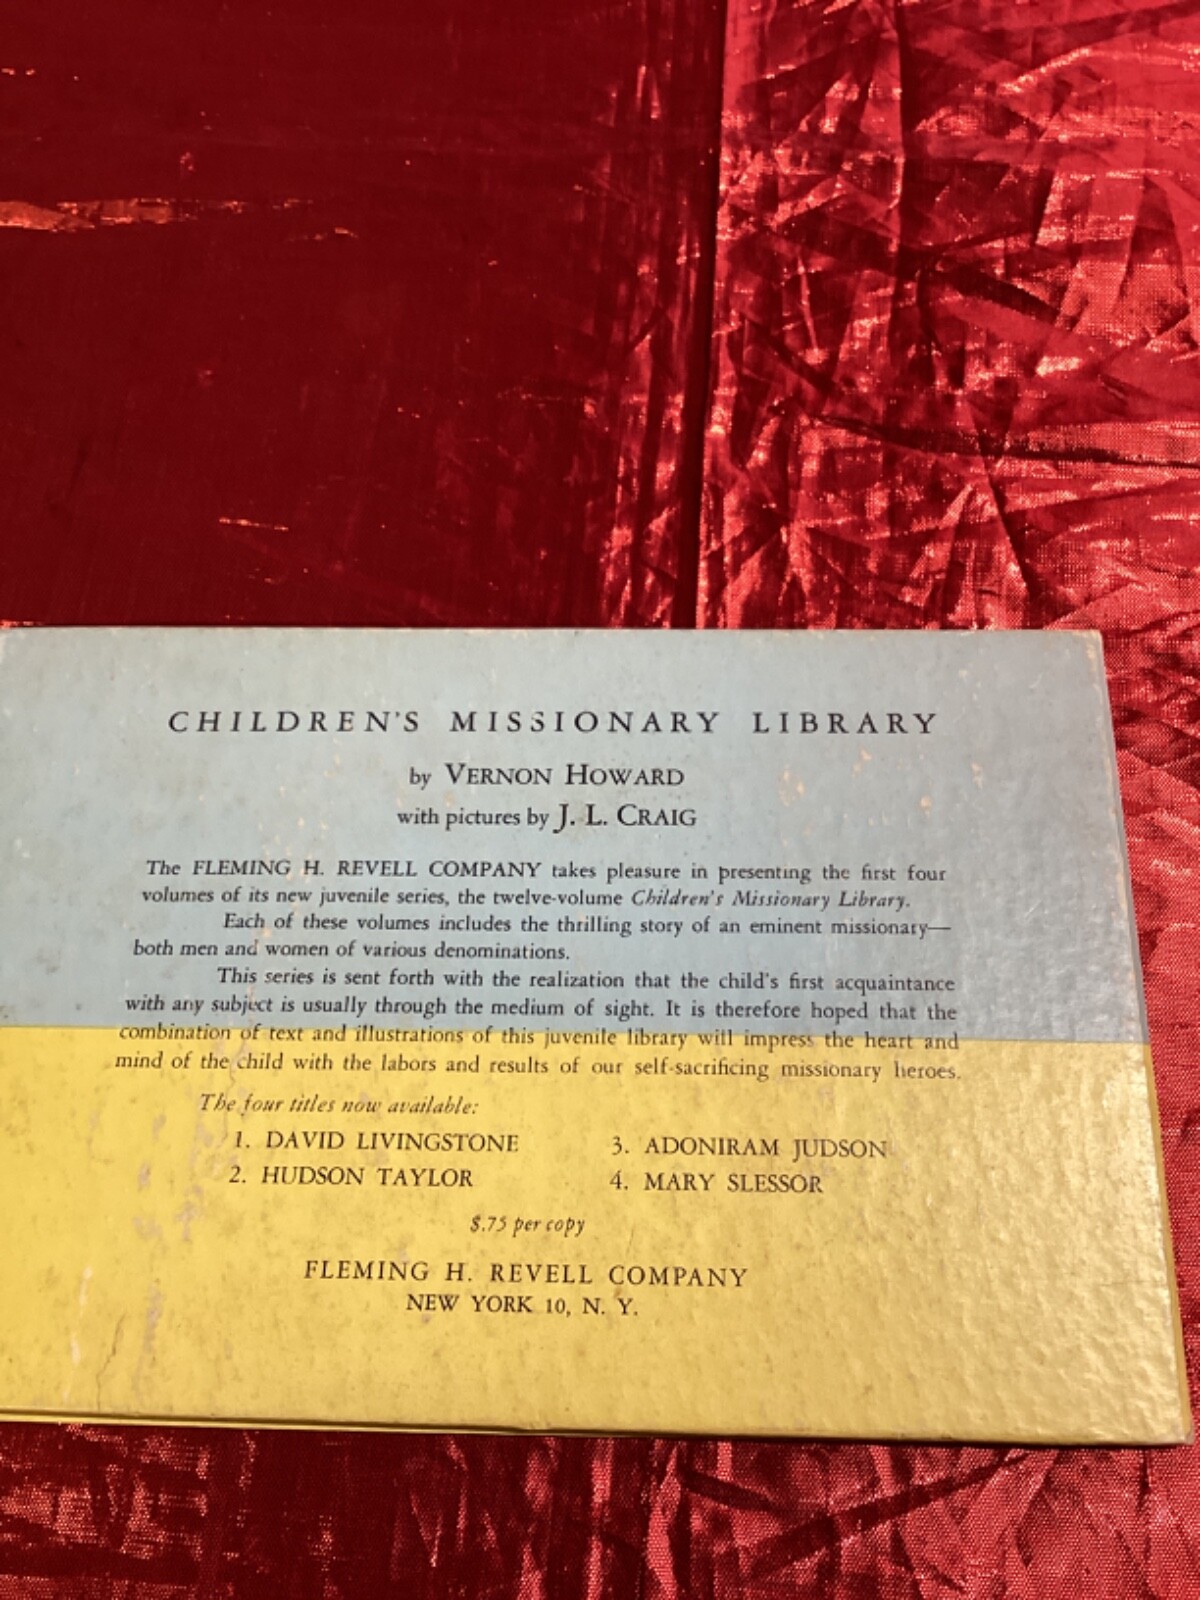 CHILDREN'S MISSIONARY LIBRARY
by VERNON HOWARD
with pictures by J. L. CRAIG
The FLEMING H. REVELL COMPANY takes pleasure in presenting the first four
volumes of its new juvenile series, the twelve-volume Children's Missionary Library.
Each of these volumes includes the thrilling story of an eminent missionary—
both men and women of various denominations.
This series is sent forth with the realization that the child's first acquaintance
with any subject is usually through the medium of sight. It is therefore hoped that the
combination of text and illustrations of this juvenile library will impress the heart and
mind of the child with the labors and results of our self-sacrificing missionary heroes.
The four titles now available:
1. DAVID LIVINGSTONE
2. HUDSON TAYLOR
3. ADONIRAM JUDSON
4. MARY SLESSOR
$.75 per copy
FLEMING H. REVELL COMPANY
NEW YORK 10, N. Y.